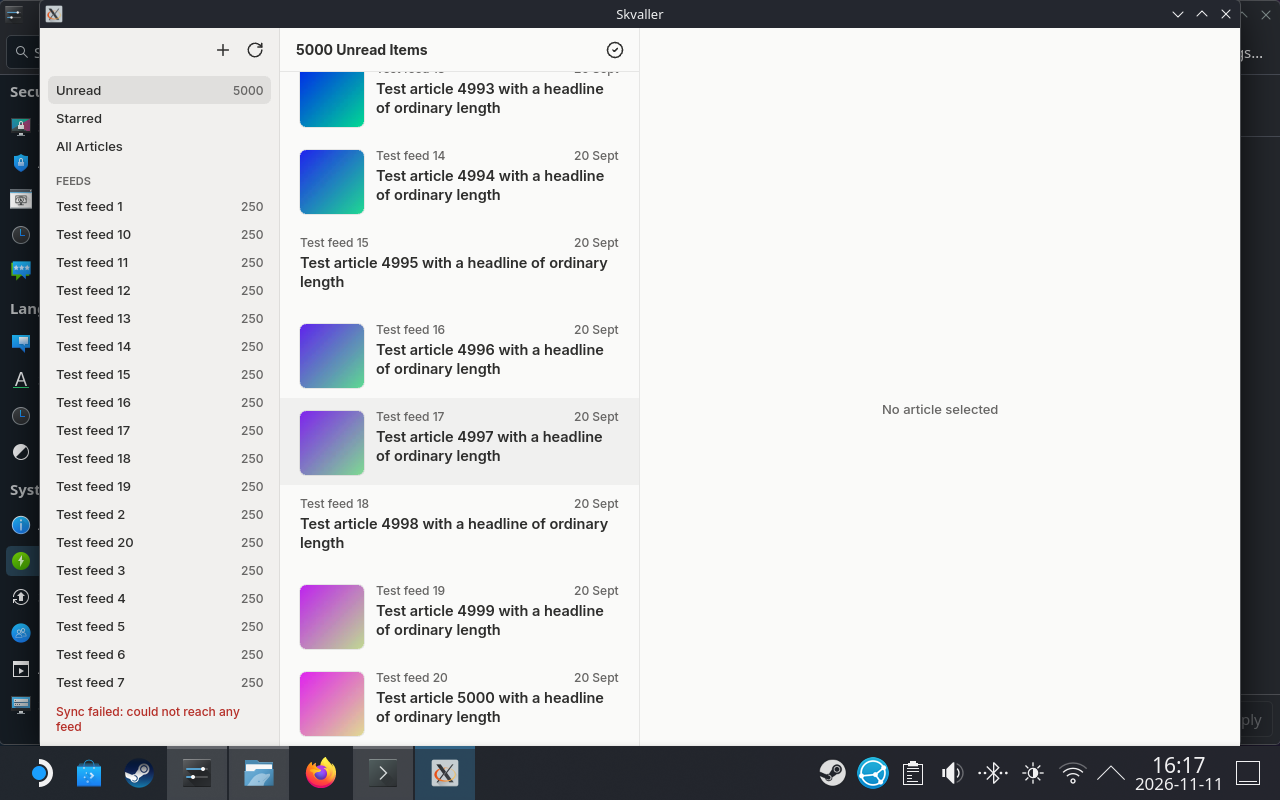 Skvaller
5000 Unread Items
Unread 5000
Starred
All Articles
FEEDS
Test feed 1 250
Test feed 10 250
Test feed 11 250
Test feed 12 250
Test feed 13 250
Test feed 14 250
Test feed 15 250
Test feed 16 250
Test feed 17 250
Test feed 18 250
Test feed 19 250
Test feed 2 250
Test feed 20 250
Test feed 3 250
Test feed 4 250
Test feed 5 250
Test feed 6 250
Test feed 7 250
Sync failed: could not reach any
feed
Test article 4993 with a headline
of ordinary length
Test feed 14 20 Sept
Test article 4994 with a headline
of ordinary length
Test feed 15 20 Sept
Test article 4995 with a headline of ordinary
length
Test feed 16 20 Sept
Test article 4996 with a headline
of ordinary length
Test feed 17 20 Sept
Test article 4997 with a headline
of ordinary length
Test feed 18 20 Sept
Test article 4998 with a headline of ordinary
length
Test feed 19 20 Sept
Test article 4999 with a headline
of ordinary length
Test feed 20 20 Sept
Test article 5000 with a headline
of ordinary length
No article selected
16:17
2026-11-11